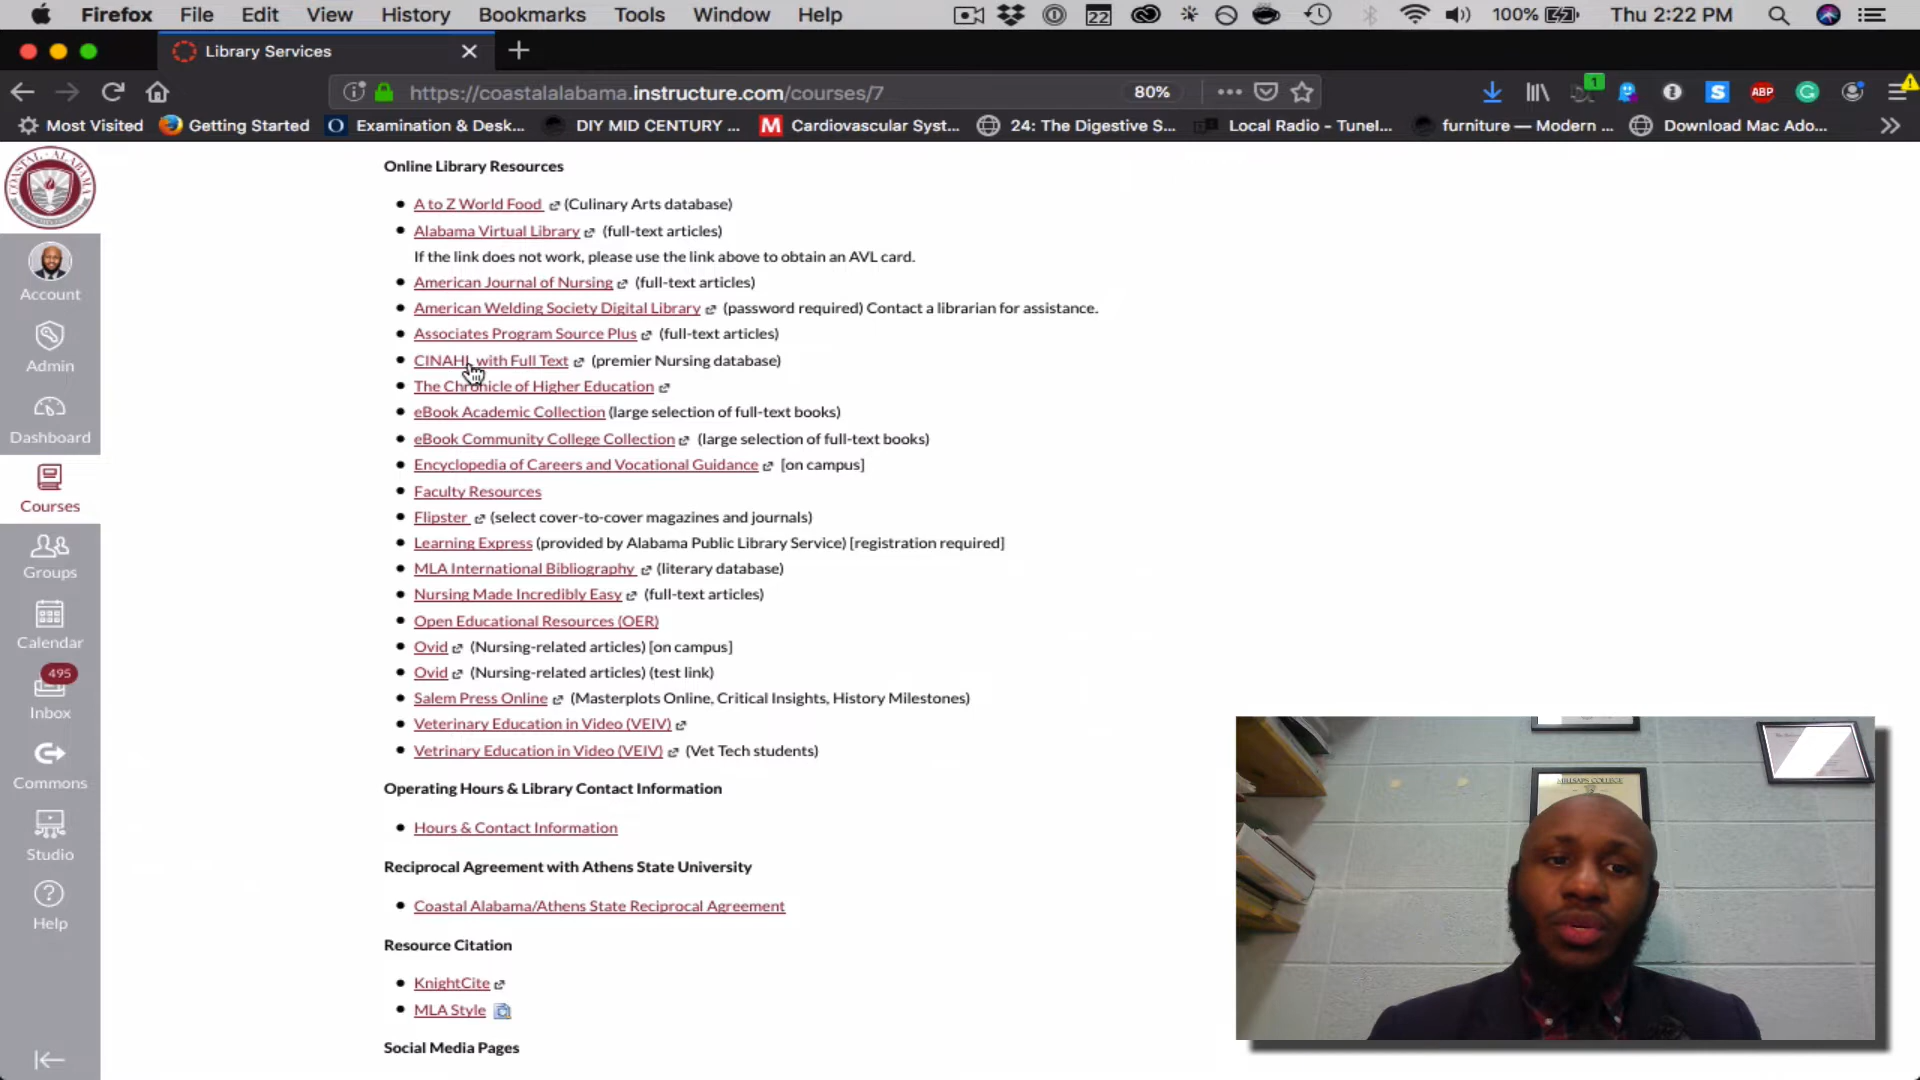 Firefox File Edit View History Bookmarks Tools Window Help 22 100% Thu 2:22 PM
Library Services
https://coastalalabama.instructure.com/courses/7 80% 1 S ABP
Most Visited Getting Started Examination & Desk... DIY MID CENTURY ... Cardiovascular Syst... 24: The Digestive S... Local Radio - Tunel... furniture — Modern ... Download Mac Ado...
COASTAL ALABAMA
Account
Admin
Dashboard
Courses
Groups
Calendar
495
Inbox
Commons
Studio
Help
Online Library Resources
A to Z World Food (Culinary Arts database)
Alabama Virtual Library (full-text articles)
If the link does not work, please use the link above to obtain an AVL card.
American Journal of Nursing (full-text articles)
American Welding Society Digital Library (password required) Contact a librarian for assistance.
Associates Program Source Plus (full-text articles)
CINAHL with Full Text (premier Nursing database)
The Chronicle of Higher Education
eBook Academic Collection (large selection of full-text books)
eBook Community College Collection (large selection of full-text books)
Encyclopedia of Careers and Vocational Guidance [on campus]
Faculty Resources
Flipster (select cover-to-cover magazines and journals)
Learning Express (provided by Alabama Public Library Service) [registration required]
MLA International Bibliography (literary database)
Nursing Made Incredibly Easy (full-text articles)
Open Educational Resources (OER)
Ovid (Nursing-related articles) [on campus]
Ovid (Nursing-related articles) (test link)
Salem Press Online (Masterplots Online, Critical Insights, History Milestones)
Veterinary Education in Video (VEIV)
Vetrinary Education in Video (VEIV) (Vet Tech students)
Operating Hours & Library Contact Information
Hours & Contact Information
Reciprocal Agreement with Athens State University
Coastal Alabama/Athens State Reciprocal Agreement
Resource Citation
KnightCite
MLA Style
Social Media Pages
MILLSAPS COLLEGE